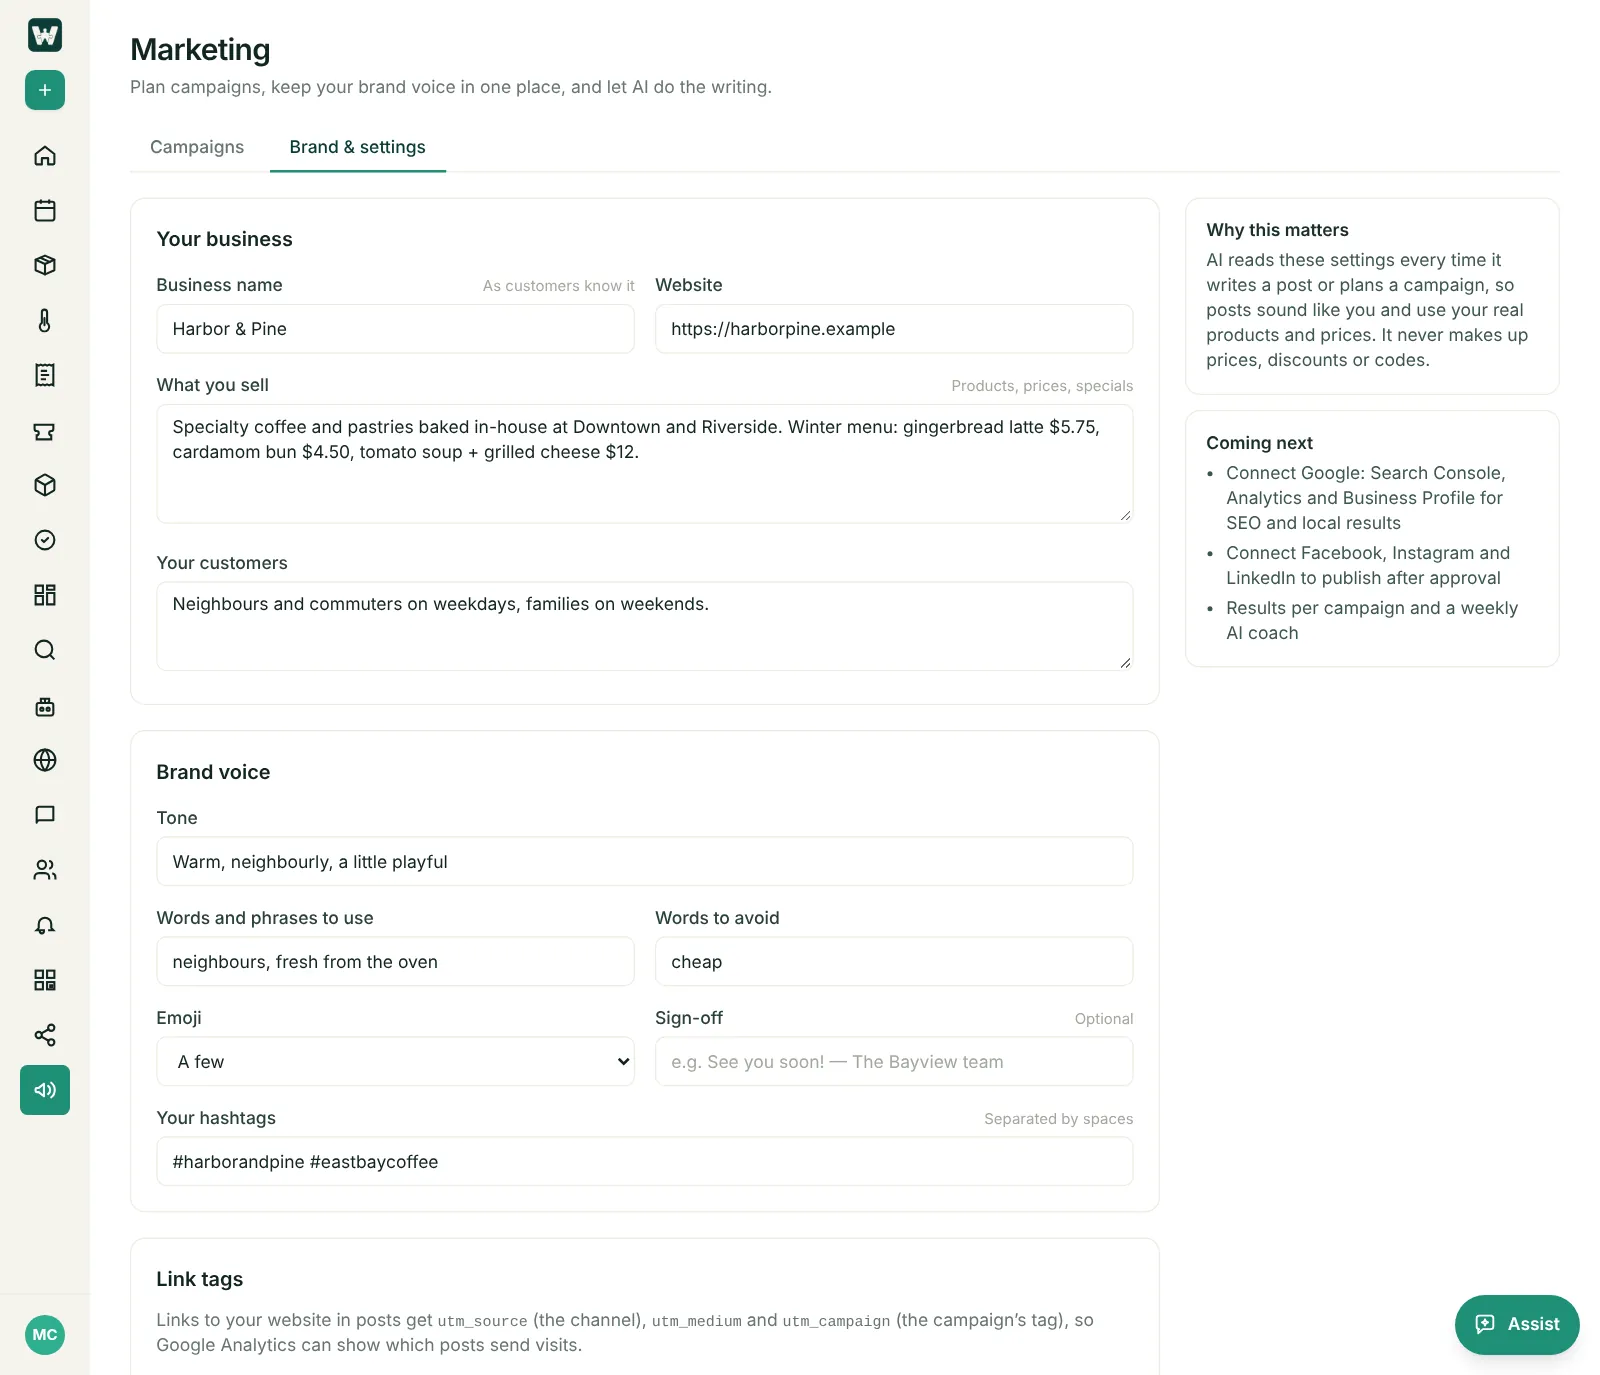 W
+
Marketing
Plan campaigns, keep your brand voice in one place, and let AI do the writing.
Campaigns
Brand & settings
Your business
Business name
As customers know it
Harbor & Pine
Website
https://harborpine.example
What you sell
Products, prices, specials
Specialty coffee and pastries baked in-house at Downtown and Riverside. Winter menu: gingerbread latte $5.75,
cardamom bun $4.50, tomato soup + grilled cheese $12.
Your customers
Neighbours and commuters on weekdays, families on weekends.
Why this matters
AI reads these settings every time it
writes a post or plans a campaign, so
posts sound like you and use your real
products and prices. It never makes up
prices, discounts or codes.
Coming next
• Connect Google: Search Console,
Analytics and Business Profile for
SEO and local results
• Connect Facebook, Instagram and
LinkedIn to publish after approval
• Results per campaign and a weekly
AI coach
Brand voice
Tone
Warm, neighbourly, a little playful
Words and phrases to use
neighbours, fresh from the oven
Words to avoid
cheap
Emoji
A few
Sign-off
Optional
e.g. See you soon! — The Bayview team
Your hashtags
Separated by spaces
#harborandpine #eastbaycoffee
Link tags
Links to your website in posts get utm_source (the channel), utm_medium and utm_campaign (the campaign’s tag), so
Google Analytics can show which posts send visits.
MC
Assist